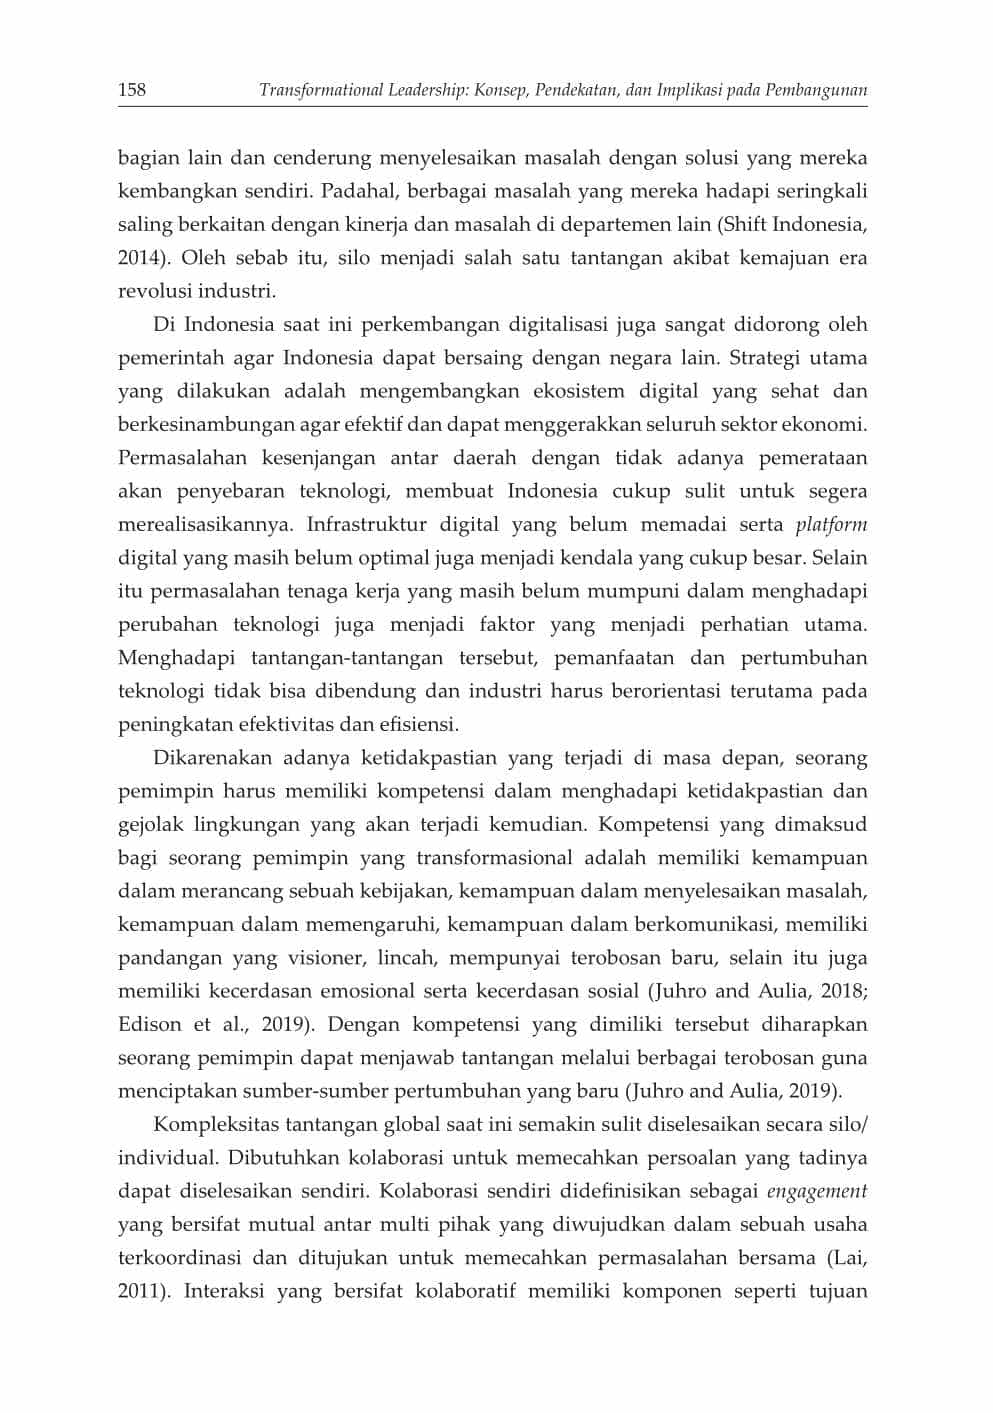 158 Transformational Leadership: Konsep, Pendekatan, dan Implikasi pada Pembangunan
bagian lain dan cenderung menyelesaikan masalah dengan solusi yang mereka
kembangkan sendiri. Padahal, berbagai masalah yang mereka hadapi seringkali
saling berkaitan dengan kinerja dan masalah di departemen lain (Shift Indonesia,
2014). Oleh sebab itu, silo menjadi salah satu tantangan akibat kemajuan era
revolusi industri.
Di Indonesia saat ini perkembangan digitalisasi juga sangat didorong oleh
pemerintah agar Indonesia dapat bersaing dengan negara lain. Strategi utama
yang dilakukan adalah mengembangkan ekosistem digital yang sehat dan
berkesinambungan agar efektif dan dapat menggerakkan seluruh sektor ekonomi.
Permasalahan kesenjangan antar daerah dengan tidak adanya pemerataan
akan penyebaran teknologi, membuat Indonesia cukup sulit untuk segera
merealisasikannya. Infrastruktur digital yang belum memadai serta platform
digital yang masih belum optimal juga menjadi kendala yang cukup besar. Selain
itu permasalahan tenaga kerja yang masih belum mumpuni dalam menghadapi
perubahan teknologi juga menjadi faktor yang menjadi perhatian utama.
Menghadapi tantangan-tantangan tersebut, pemanfaatan dan pertumbuhan
teknologi tidak bisa dibendung dan industri harus berorientasi terutama pada
peningkatan efektivitas dan efisiensi.
Dikarenakan adanya ketidakpastian yang terjadi di masa depan, seorang
pemimpin harus memiliki kompetensi dalam menghadapi ketidakpastian dan
gejolak lingkungan yang akan terjadi kemudian. Kompetensi yang dimaksud
bagi seorang pemimpin yang transformasional adalah memiliki kemampuan
dalam merancang sebuah kebijakan, kemampuan dalam menyelesaikan masalah,
kemampuan dalam memengaruhi, kemampuan dalam berkomunikasi, memiliki
pandangan yang visioner, lincah, mempunyai terobosan baru, selain itu juga
memiliki kecerdasan emosional serta kecerdasan sosial (Juhro and Aulia, 2018;
Edison et al., 2019). Dengan kompetensi yang dimiliki tersebut diharapkan
seorang pemimpin dapat menjawab tantangan melalui berbagai terobosan guna
menciptakan sumber-sumber pertumbuhan yang baru (Juhro and Aulia, 2019).
Kompleksitas tantangan global saat ini semakin sulit diselesaikan secara silo/
individual. Dibutuhkan kolaborasi untuk memecahkan persoalan yang tadinya
dapat diselesaikan sendiri. Kolaborasi sendiri didefinisikan sebagai engagement
yang bersifat mutual antar multi pihak yang diwujudkan dalam sebuah usaha
terkoordinasi dan ditujukan untuk memecahkan permasalahan bersama (Lai,
2011). Interaksi yang bersifat kolaboratif memiliki komponen seperti tujuan